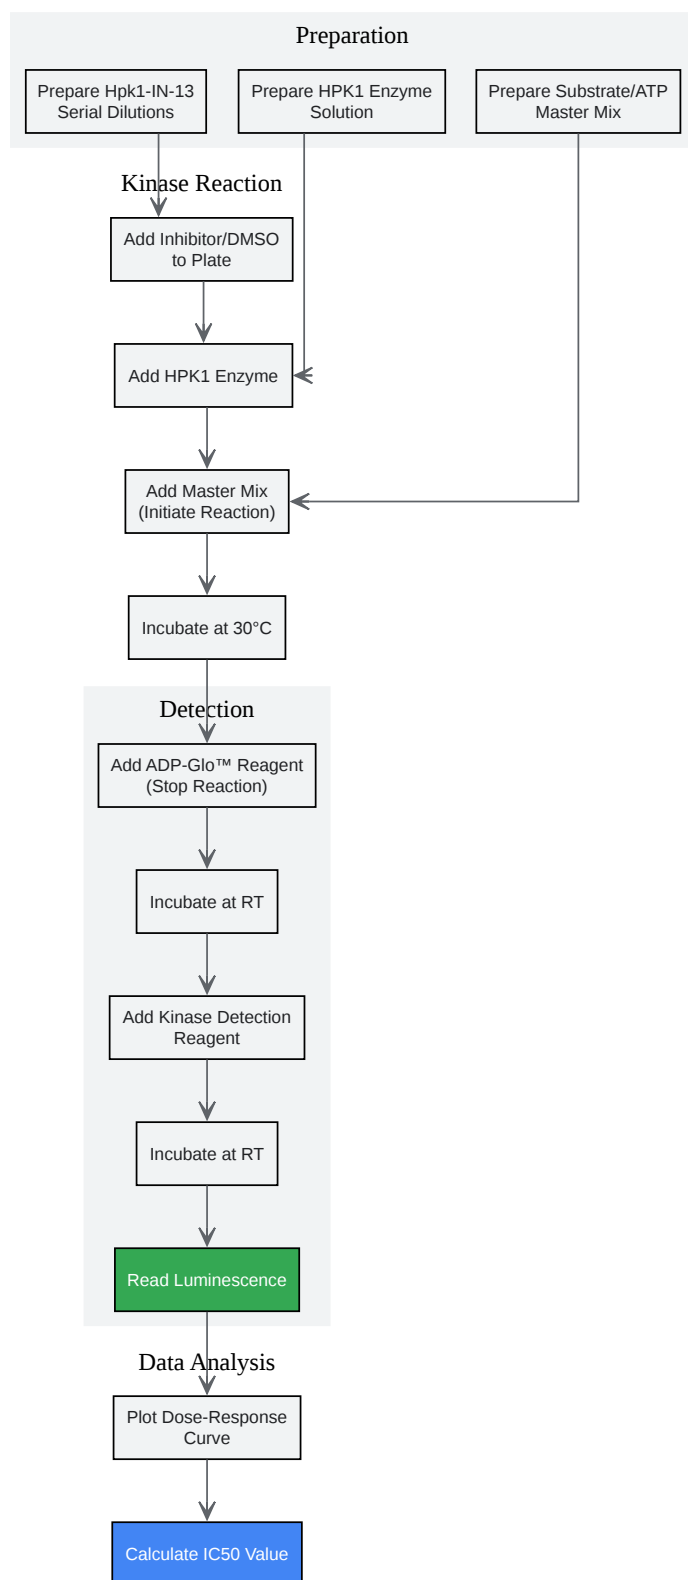 Preparation
Prepare Hpk1-IN-13
Serial Dilutions
Prepare HPK1 Enzyme
Solution
Prepare Substrate/ATP
Master Mix
Kinase Reaction
Add Inhibitor/DMSO
to Plate
Add HPK1 Enzyme
Add Master Mix
(Initiate Reaction)
Incubate at 30°C
Detection
Add ADP-Glo™ Reagent
(Stop Reaction)
Incubate at RT
Add Kinase Detection
Reagent
Incubate at RT
Read Luminescence
Data Analysis
Plot Dose-Response
Curve
Calculate IC50 Value